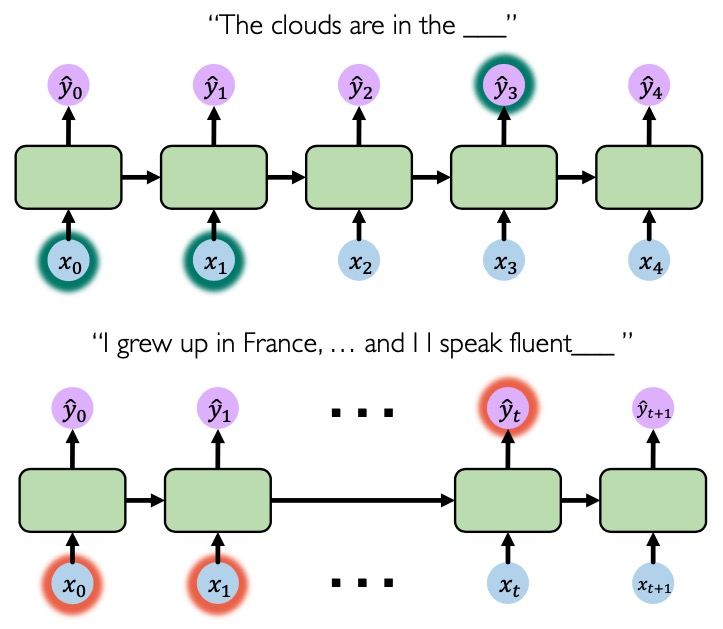 “The clouds are in the ___”
ŷ₀ ŷ₁ ŷ₂ ŷ₃ ŷ₄
x₀ x₁ x₂ x₃ x₄
“I grew up in France, … and I I speak fluent___ ”
ŷ₀ ŷ₁ ... ŷₜ ŷₜ₊₁
x₀ x₁ ... xₜ xₜ₊₁